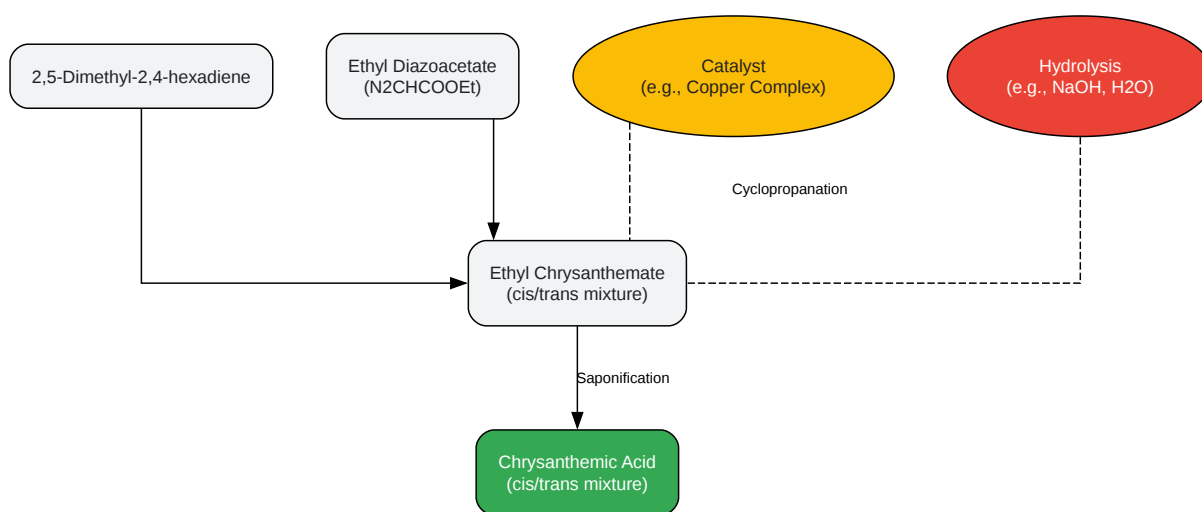 2,5-Dimethyl-2,4-hexadiene
Ethyl Diazoacetate
(N2CHCOOEt)
Catalyst
(e.g., Copper Complex)
Hydrolysis
(e.g., NaOH, H2O)
Cyclopropanation
Ethyl Chrysanthemate
(cis/trans mixture)
Saponification
Chrysanthemic Acid
(cis/trans mixture)